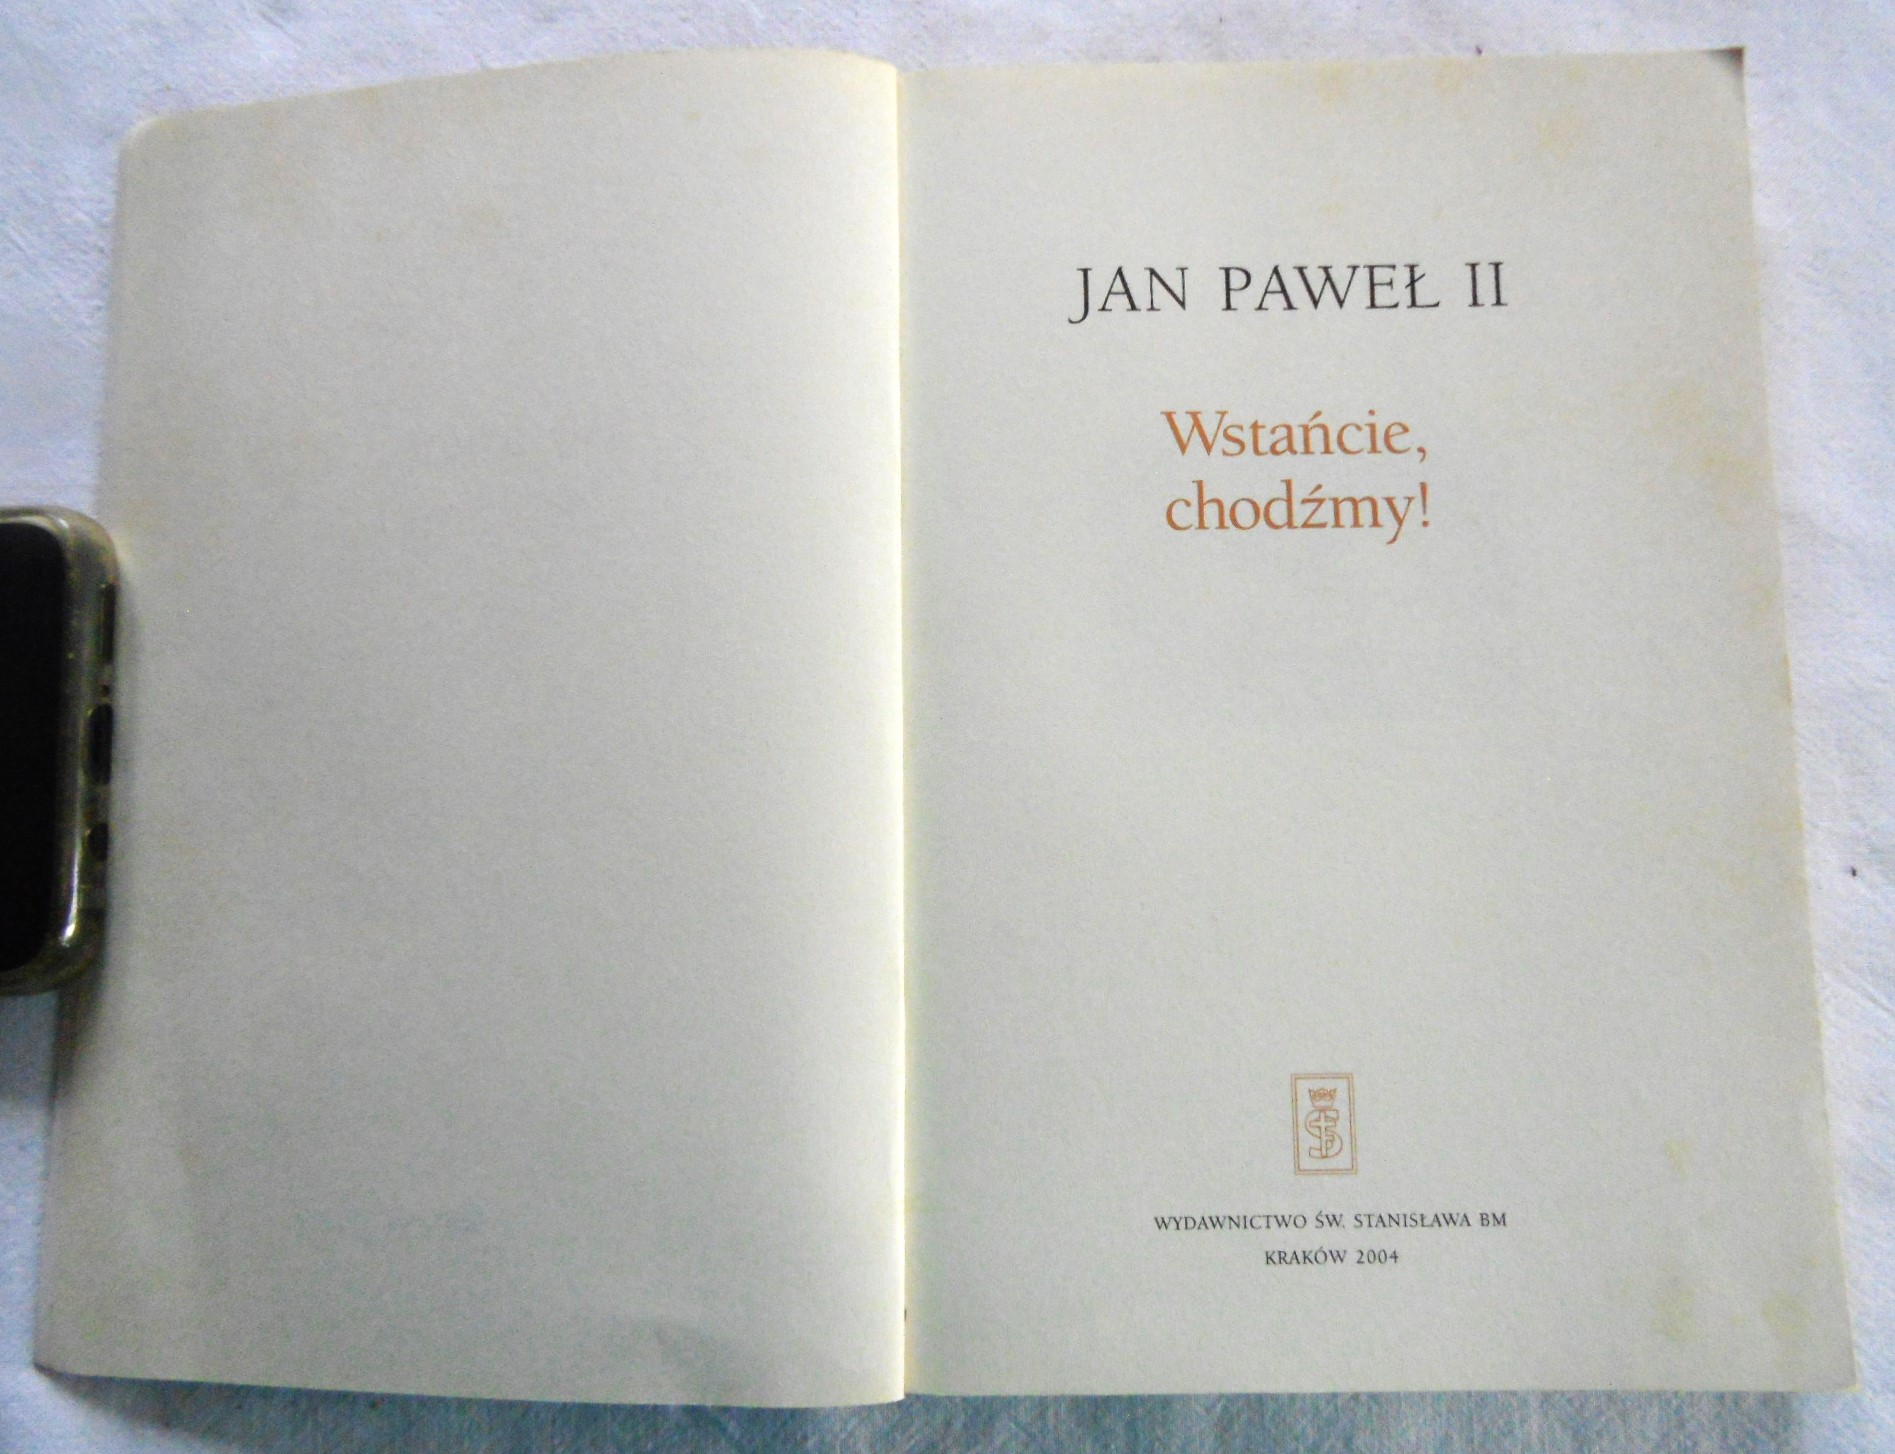 JAN PAWEŁ II
Wstańcie,
chodźmy!
WYDAWNICTWO ŚW. STANISŁAWA BM
KRAKÓW 2004